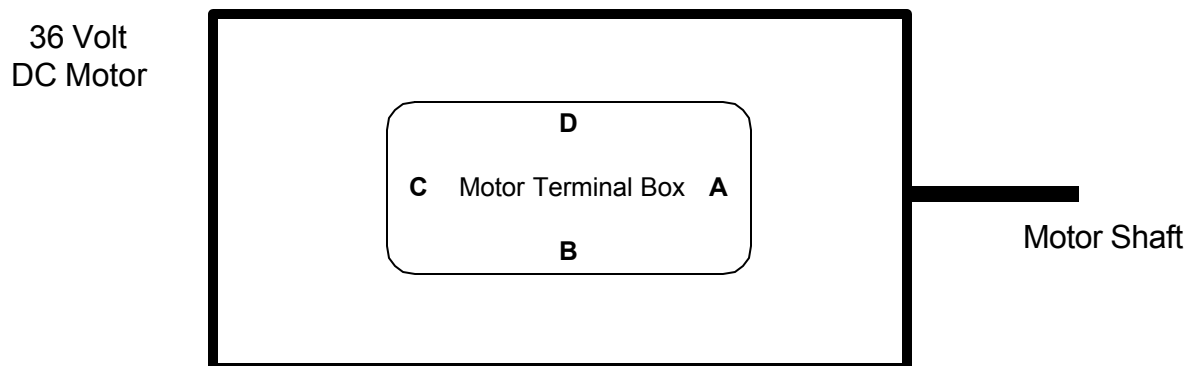 36 Volt
DC Motor
D
C Motor Terminal Box A
B
Motor Shaft